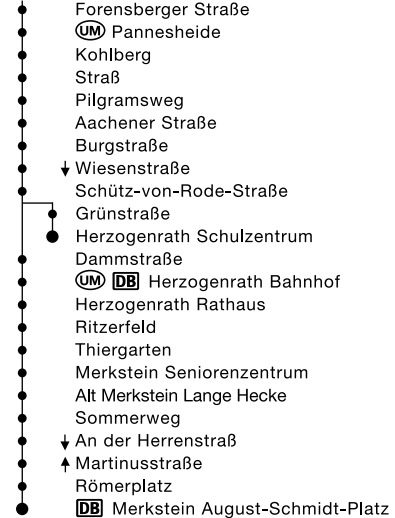 Forensberger Straße
UM Pannesheide
Kohlberg
Straß
Pilgramsweg
Aachener Straße
Burgstraße
↓ Wiesenstraße
Schütz-von-Rode-Straße
Grünstraße
Herzogenrath Schulzentrum
Dammstraße
UM DB Herzogenrath Bahnhof
Herzogenrath Rathaus
Ritzerfeld
Thiergarten
Merkstein Seniorenzentrum
Alt Merkstein Lange Hecke
Sommerweg
↓ An der Herrenstraß
↑ Martinusstraße
Römerplatz
DB Merkstein August-Schmidt-Platz